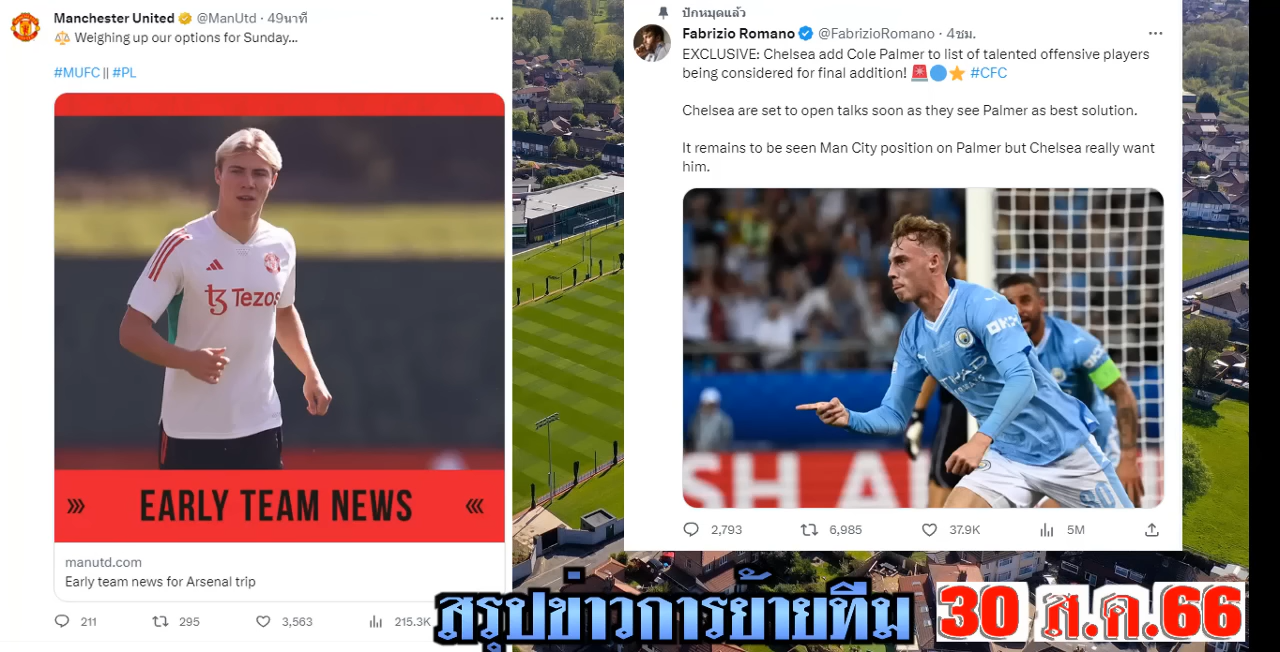 Manchester United @ManUtd · 49นาที
Weighing up our options for Sunday...
#MUFC || #PL
Tezos
EARLY TEAM NEWS
manutd.com
Early team news for Arsenal trip
211 295 3,563 215.3K
ปักหมุดแล้ว
Fabrizio Romano @FabrizioRomano · 4ชม.
EXCLUSIVE: Chelsea add Cole Palmer to list of talented offensive players
being considered for final addition! 🚨🔵⭐ #CFC
Chelsea are set to open talks soon as they see Palmer as best solution.
It remains to be seen Man City position on Palmer but Chelsea really want
him.
SH A
80
2,793 6,985 37.9K 5M
สรุปข่าวการย้ายทีม 30 ส.ค.66